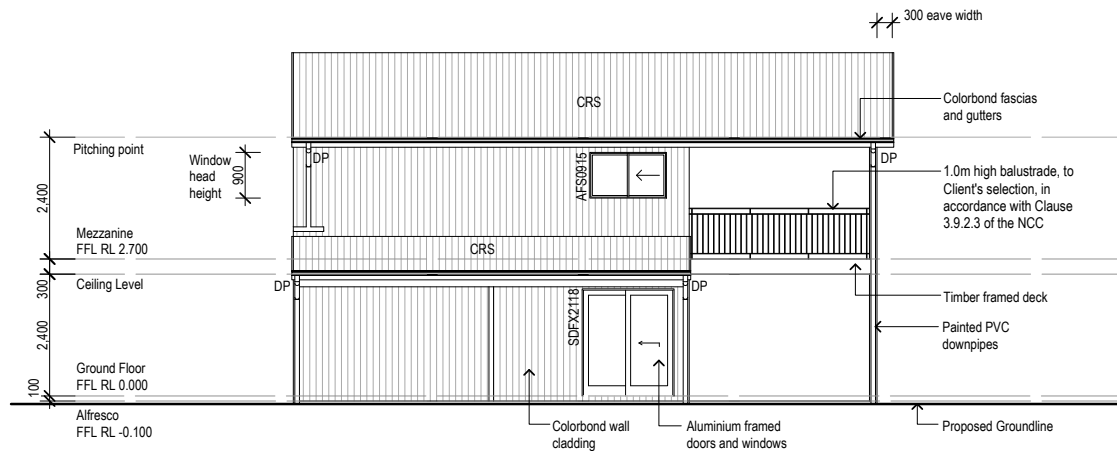 300 eave width
CRS
Colorbond fascias
and gutters
Pitching point
DP
DP
Window
head
height
900
AFS0915
2,400
1.0m high balustrade, to
Client's selection, in
accordance with Clause
3.9.2.3 of the NCC
Mezzanine
FFL RL 2.700
CRS
300
Ceiling Level
DP
DP
SDFX2118
Timber framed deck
2,400
Painted PVC
downpipes
Ground Floor
FFL RL 0.000
100
Alfresco
FFL RL -0.100
Colorbond wall
cladding
Aluminium framed
doors and windows
Proposed Groundline